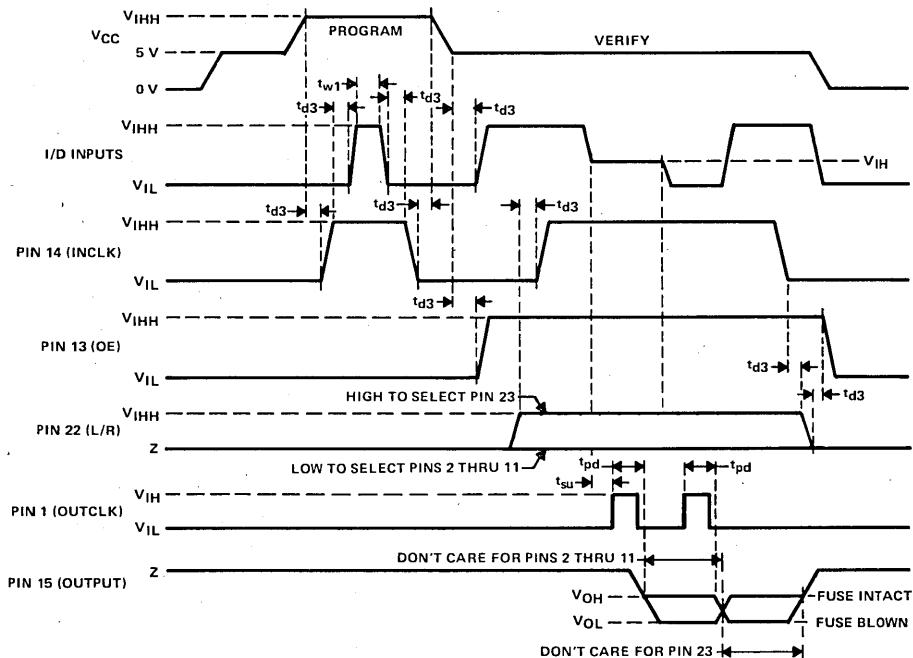 VIHH
PROGRAM
VCC
VERIFY
5 V
0 V
tw1
td3
td3
td3
VIHH
I/D INPUTS
VIH
VIL
td3
td3
td3
VIHH
PIN 14 (INCLK)
VIL
td3
VIHH
PIN 13 (OE)
td3
VIL
td3
HIGH TO SELECT PIN 23
VIHH
PIN 22 (L/R)
Z
LOW TO SELECT PINS 2 THRU 11
tpd
tpd
tsu
VIH
PIN 1 (OUTCLK)
VIL
DON'T CARE FOR PINS 2 THRU 11
Z
PIN 15 (OUTPUT)
VOH
FUSE INTACT
VOL
FUSE BLOWN
DON'T CARE FOR PIN 23